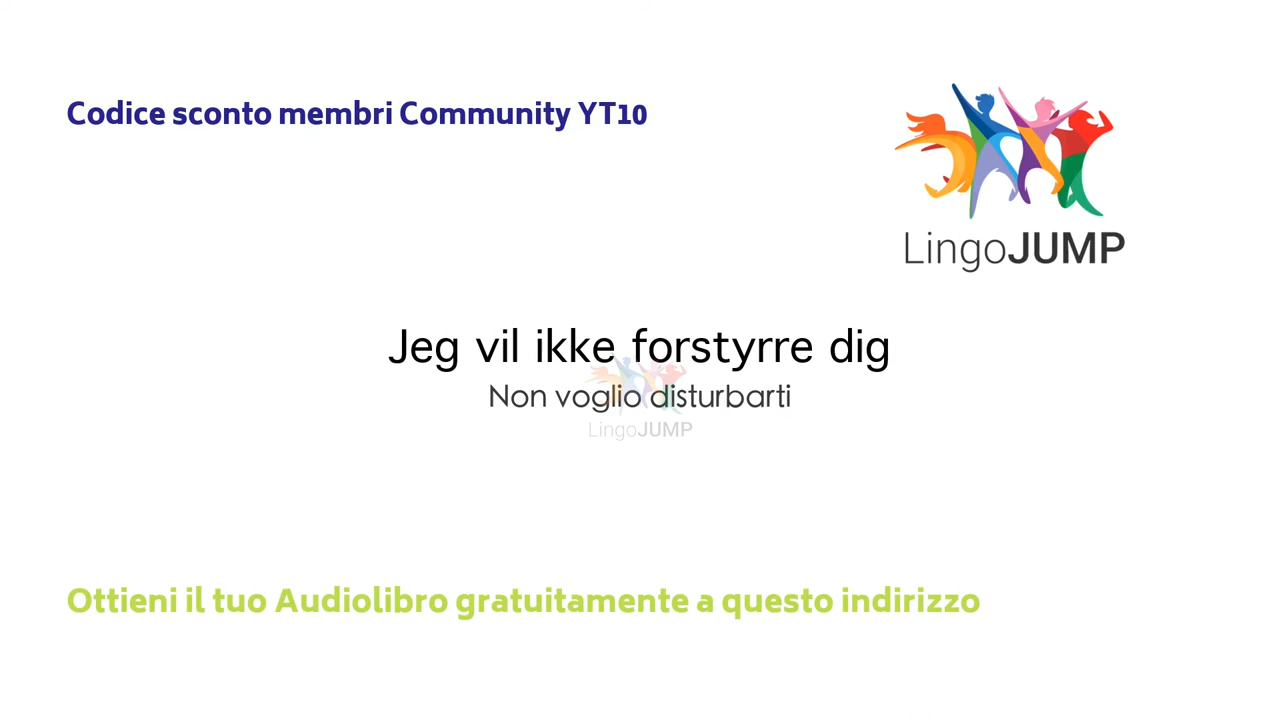 Codice sconto membri Community YT10
LingoJUMP
Jeg vil ikke forstyrre dig
Non voglio disturbarti
LingoJUMP
Ottieni il tuo Audiolibro gratuitamente a questo indirizzo